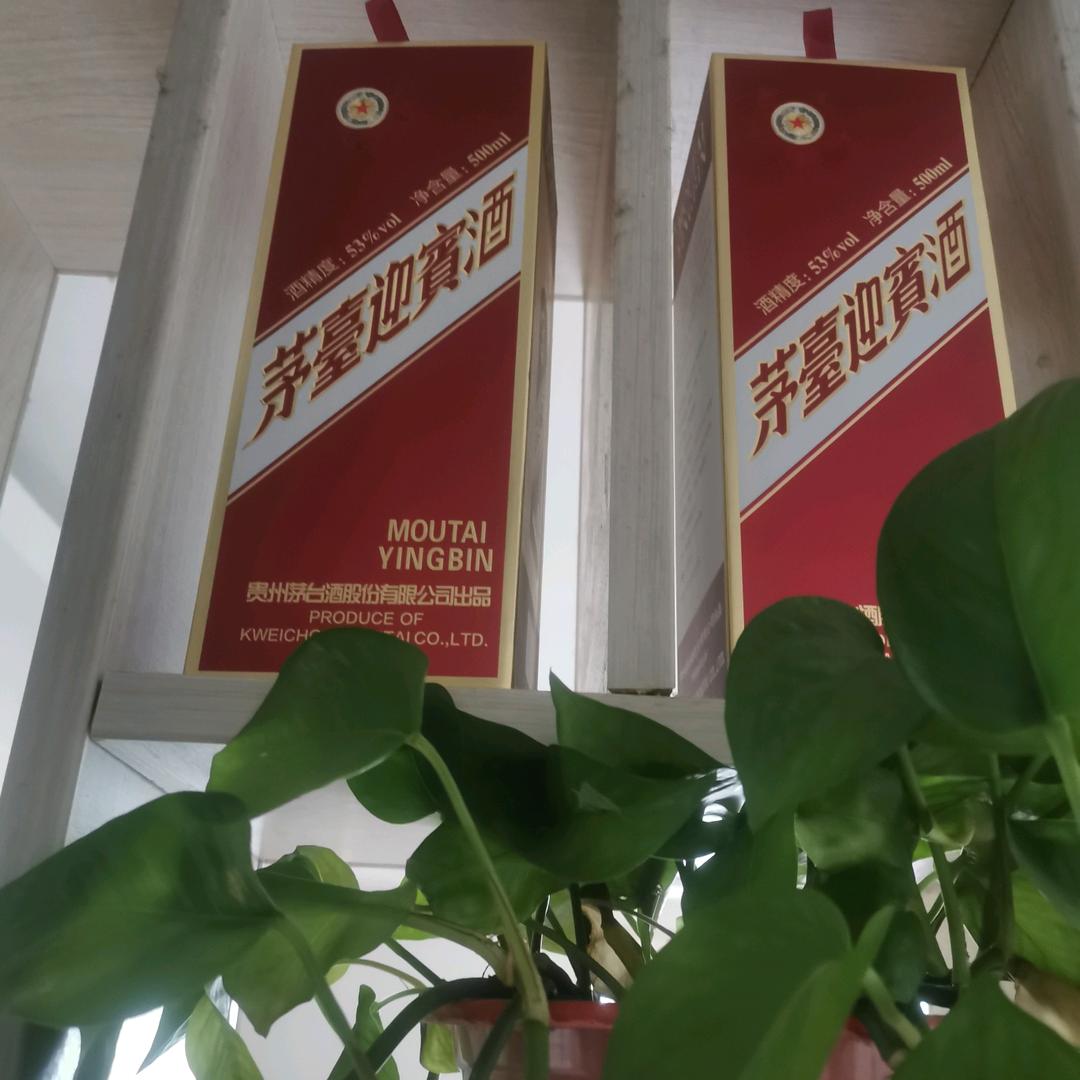 酒精度：53%vol 净含量：500ml
茅臺迎賓酒
MOUTAI
YINGBIN
贵州茅台酒股份有限公司出品
PRODUCE OF
CO.,LTD.
酒精度：53%vol 净含量：500ml
茅臺迎賓酒